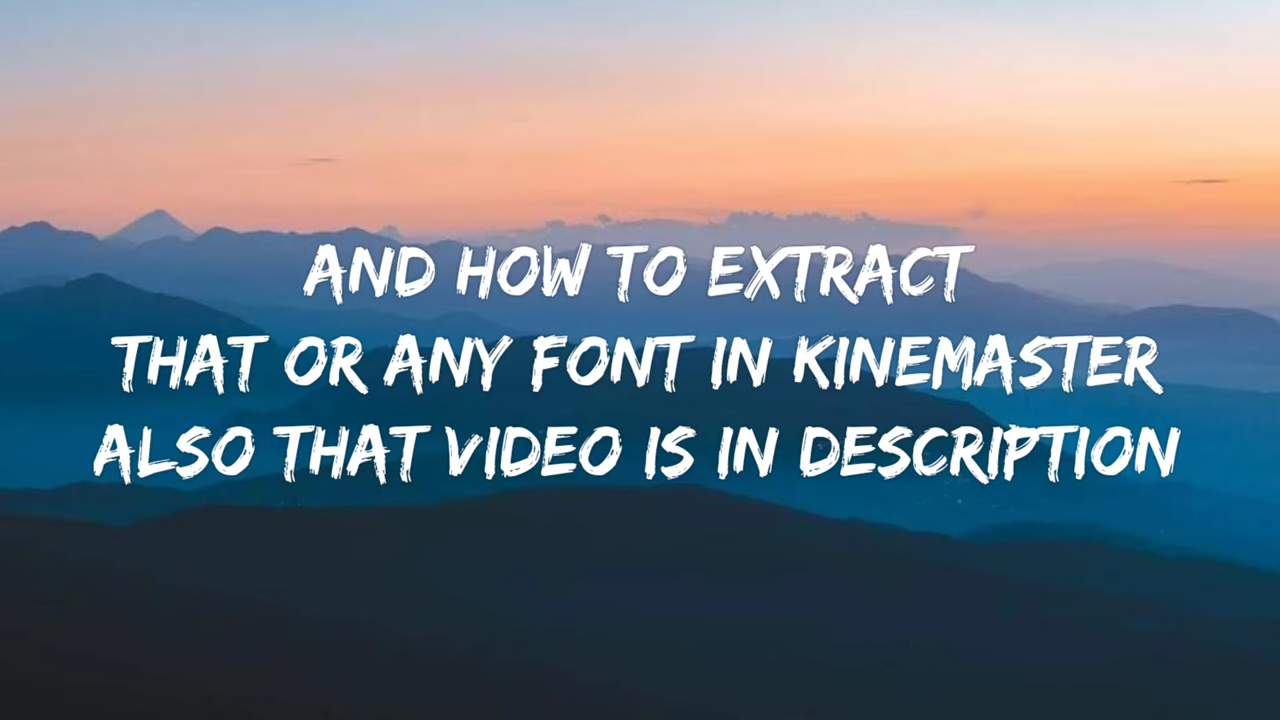 AND HOW TO EXTRACT
THAT OR ANY FONT IN KINEMASTER
ALSO THAT VIDEO IS IN DESCRIPTION